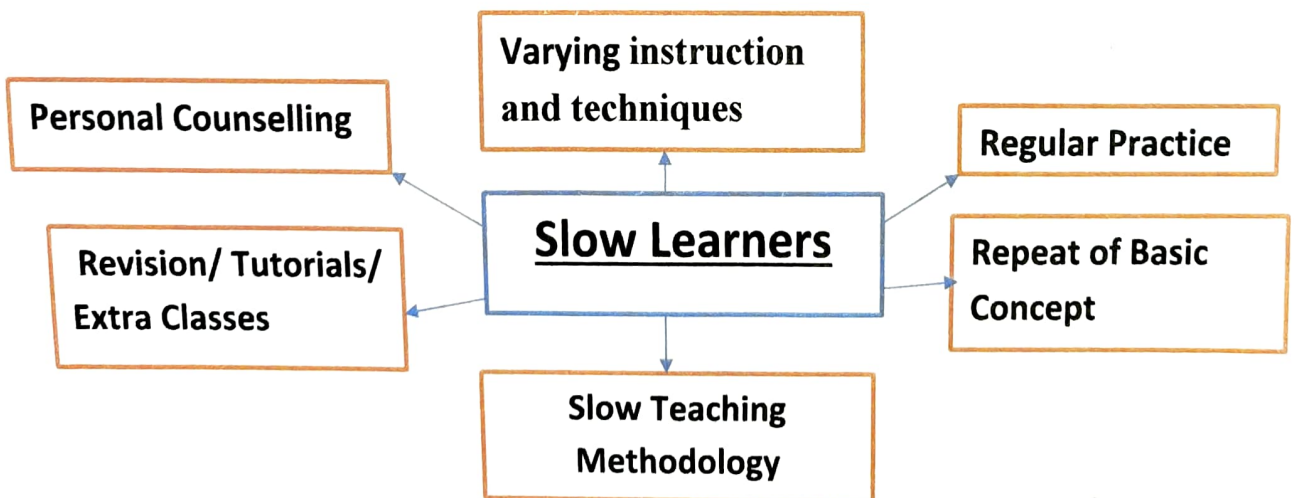 Varying instruction
and techniques
Personal Counselling
Regular Practice
Slow Learners
Revision/ Tutorials/
Extra Classes
Repeat of Basic
Concept
Slow Teaching
Methodology